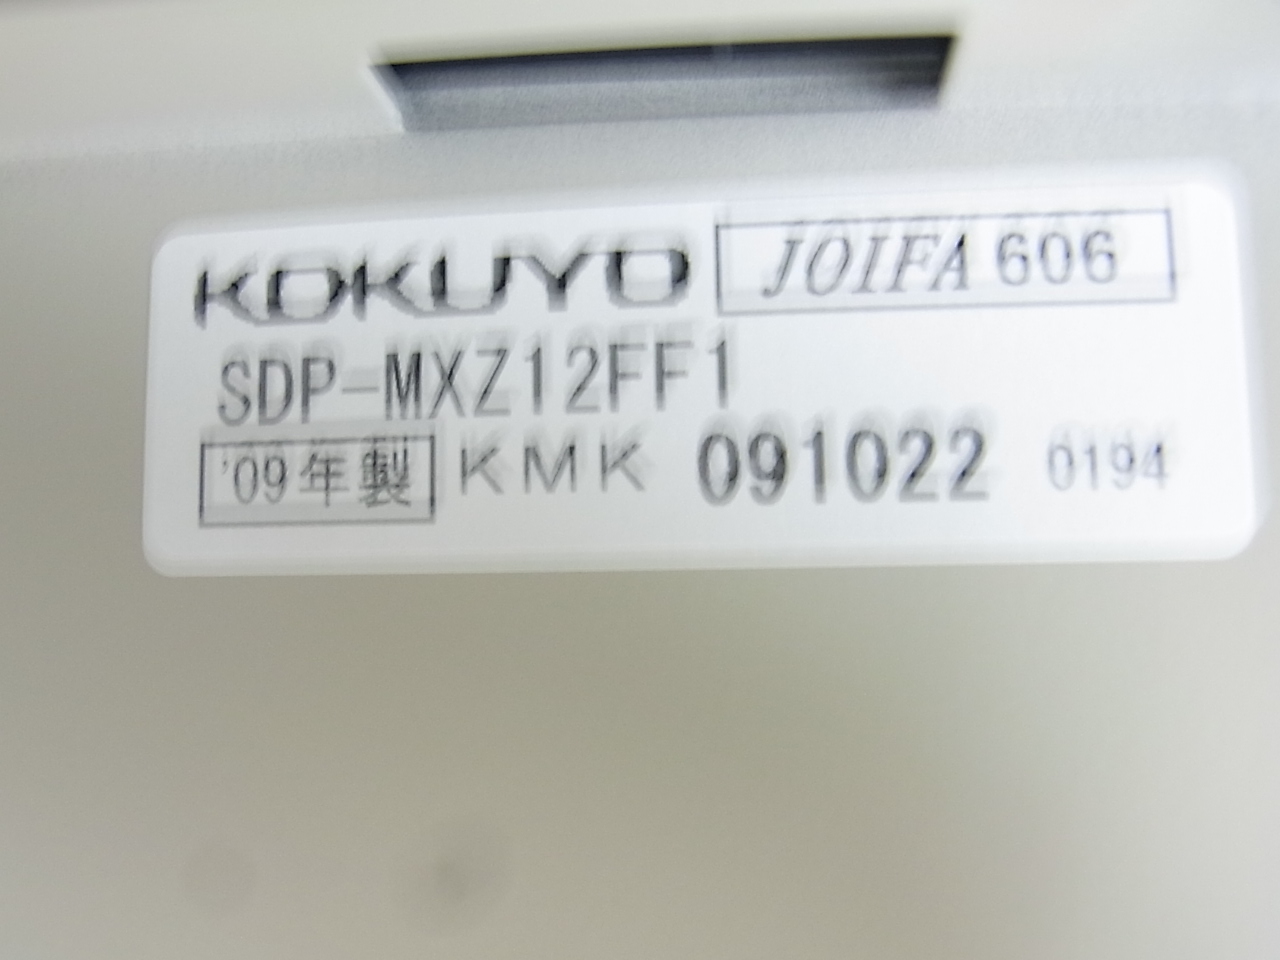 KOKUYO JOIFA 606
SDP-MXZ12FF1
'09年製 KMK 091022 0194